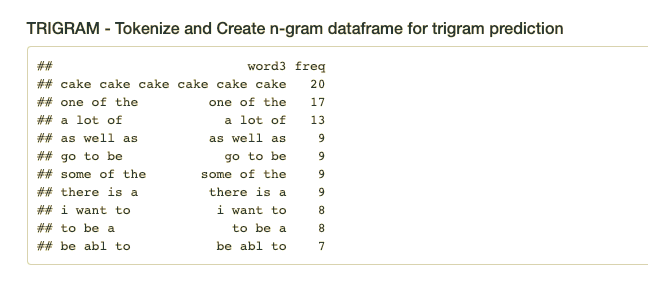 TRIGRAM - Tokenize and Create n-gram dataframe for trigram prediction
##                          word3 freq
## cake cake cake cake cake cake   20
## one of the         one of the   17
## a lot of             a lot of   13
## as well as         as well as    9
## go to be             go to be    9
## some of the       some of the    9
## there is a         there is a    9
## i want to           i want to    8
## to be a               to be a    8
## be abl to           be abl to    7